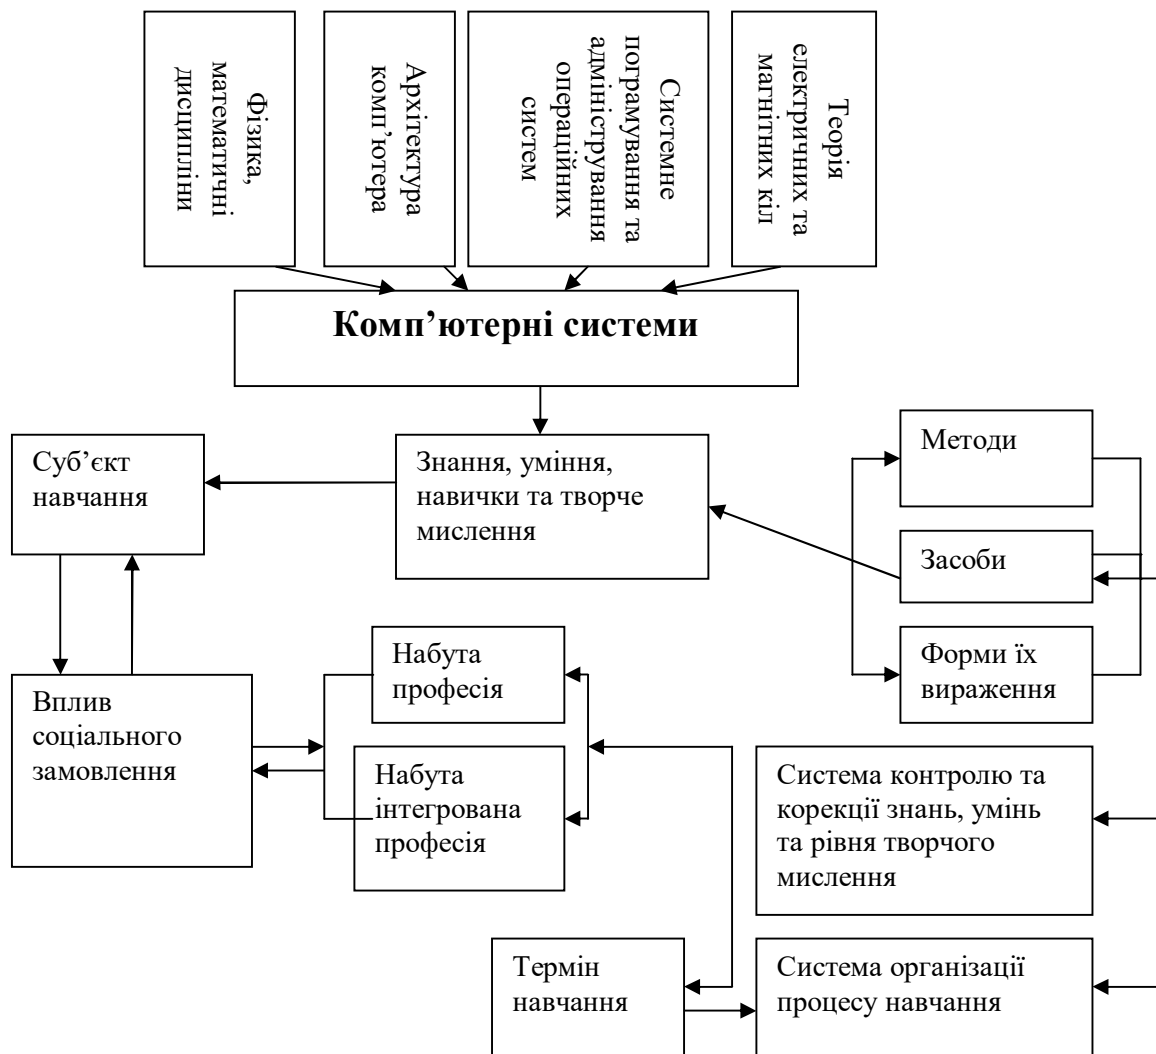 Фізика,
математичні
дисципліни
Архітектура
комп’ютера
Системне
пограмування та
адміністрування
операційних
систем
Теорія
електричних та
магнітних кіл
Комп’ютерні системи
Суб’єкт
навчання
Знання, уміння,
навички та творче
мислення
Методи
Засоби
Форми їх
вираження
Вплив
соціального
замовлення
Набута
професія
Набута
інтегрована
професія
Система контролю та
корекції знань, умінь
та рівня творчого
мислення
Термін
навчання
Система організації
процесу навчання